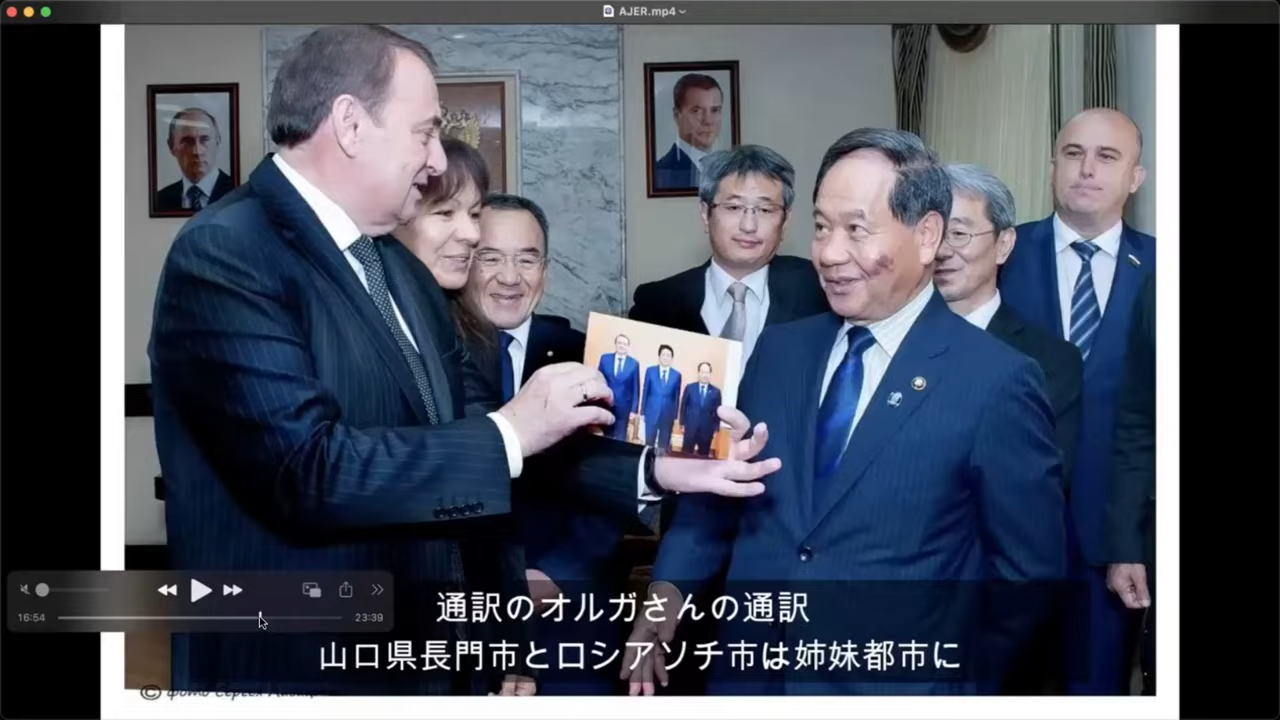 AJER.mp4
16:54
23:39
通訳のオルガさんの通訳
山口県長門市とロシアソチ市は姉妹都市に
© фото